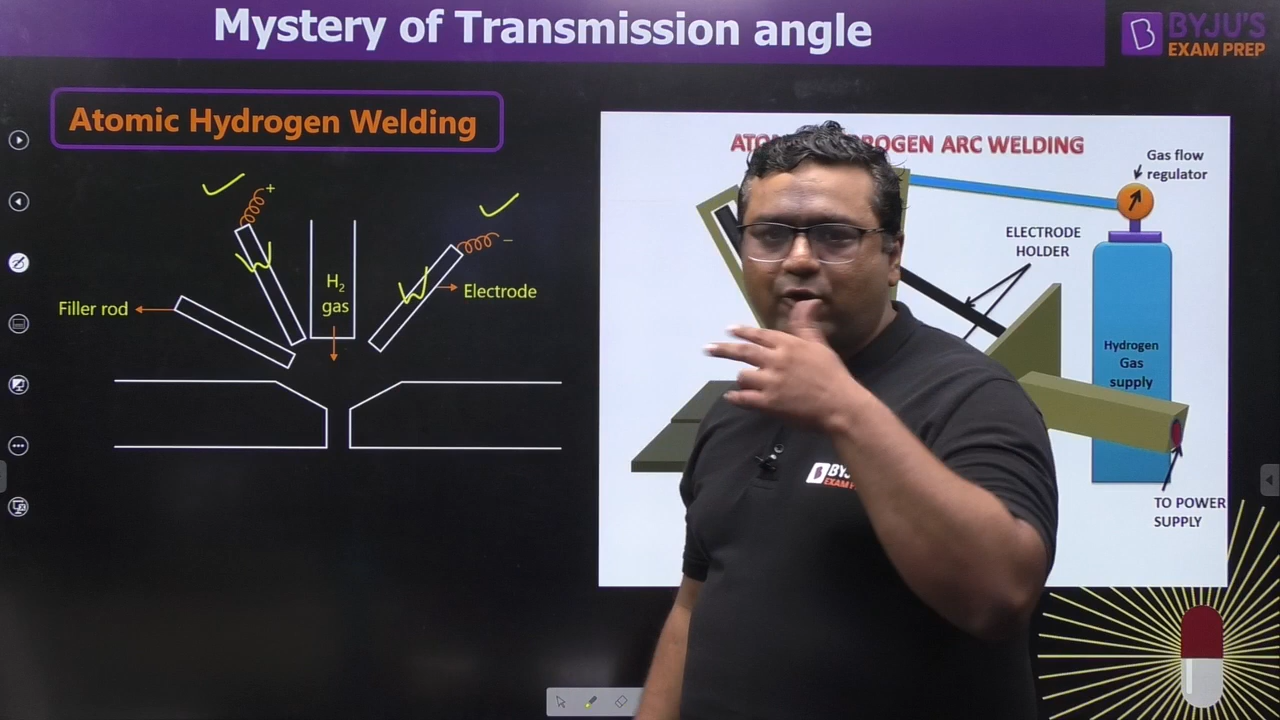 Mystery of Transmission angle
BYJU'S
EXAM PREP
Atomic Hydrogen Welding
+
−
H2
gas
Filler rod
Electrode
ARC WELDING
Gas flow
regulator
ELECTRODE
HOLDER
Hydrogen
Gas
supply
TO POWER
SUPPLY